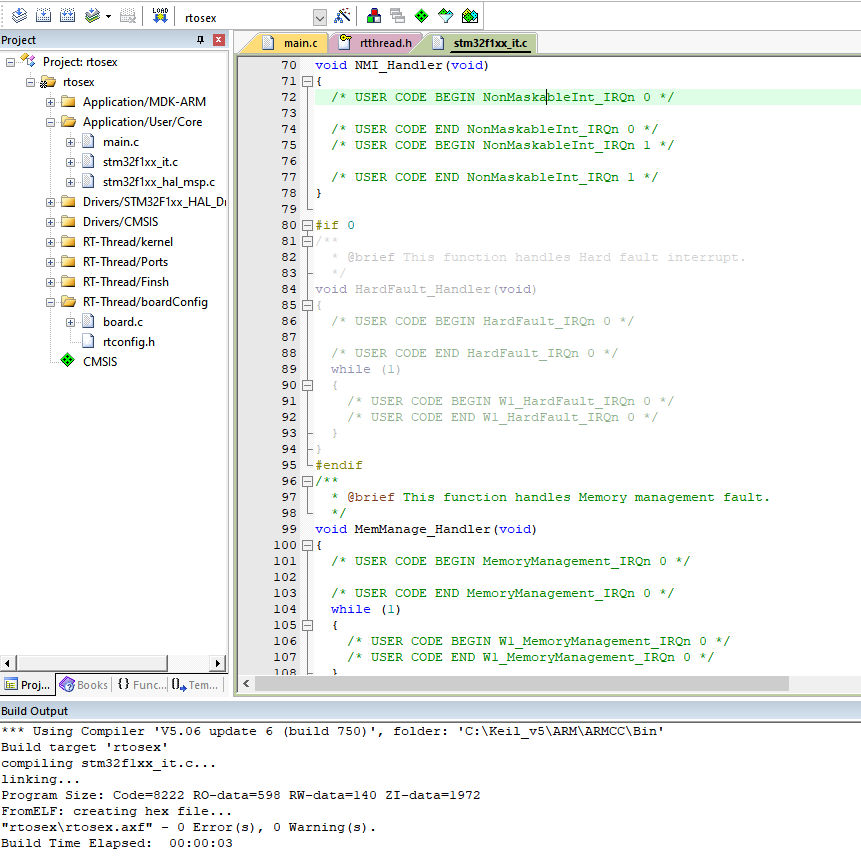 LOAD
rtosex
Project
Project: rtosex
rtosex
Application/MDK-ARM
Application/User/Core
main.c
stm32f1xx_it.c
stm32f1xx_hal_msp.c
Drivers/STM32F1xx_HAL_Dr
Drivers/CMSIS
RT-Thread/kernel
RT-Thread/Ports
RT-Thread/Finsh
RT-Thread/boardConfig
board.c
rtconfig.h
CMSIS
Proj...
Books
{} Func...
Tem...
main.c
rtthread.h
stm32f1xx_it.c
70 void NMI_Handler(void)
71 {
72 /* USER CODE BEGIN NonMaskableInt_IRQn 0 */
73
74 /* USER CODE END NonMaskableInt_IRQn 0 */
75 /* USER CODE BEGIN NonMaskableInt_IRQn 1 */
76
77 /* USER CODE END NonMaskableInt_IRQn 1 */
78 }
79
80 #if 0
81 /**
82 * @brief This function handles Hard fault interrupt.
83 */
84 void HardFault_Handler(void)
85 {
86 /* USER CODE BEGIN HardFault_IRQn 0 */
87
88 /* USER CODE END HardFault_IRQn 0 */
89 while (1)
90 {
91 /* USER CODE BEGIN W1_HardFault_IRQn 0 */
92 /* USER CODE END W1_HardFault_IRQn 0 */
93 }
94 }
95 #endif
96 /**
97 * @brief This function handles Memory management fault.
98 */
99 void MemManage_Handler(void)
100 {
101 /* USER CODE BEGIN MemoryManagement_IRQn 0 */
102
103 /* USER CODE END MemoryManagement_IRQn 0 */
104 while (1)
105 {
106 /* USER CODE BEGIN W1_MemoryManagement_IRQn 0 */
107 /* USER CODE END W1_MemoryManagement_IRQn 0 */
108 }
Build Output
*** Using Compiler 'V5.06 update 6 (build 750)', folder: 'C:\Keil_v5\ARM\ARMCC\Bin'
Build target 'rtosex'
compiling stm32f1xx_it.c...
linking...
Program Size: Code=8222 RO-data=598 RW-data=140 ZI-data=1972
FromELF: creating hex file...
"rtosex\rtosex.axf" - 0 Error(s), 0 Warning(s).
Build Time Elapsed:  00:00:03